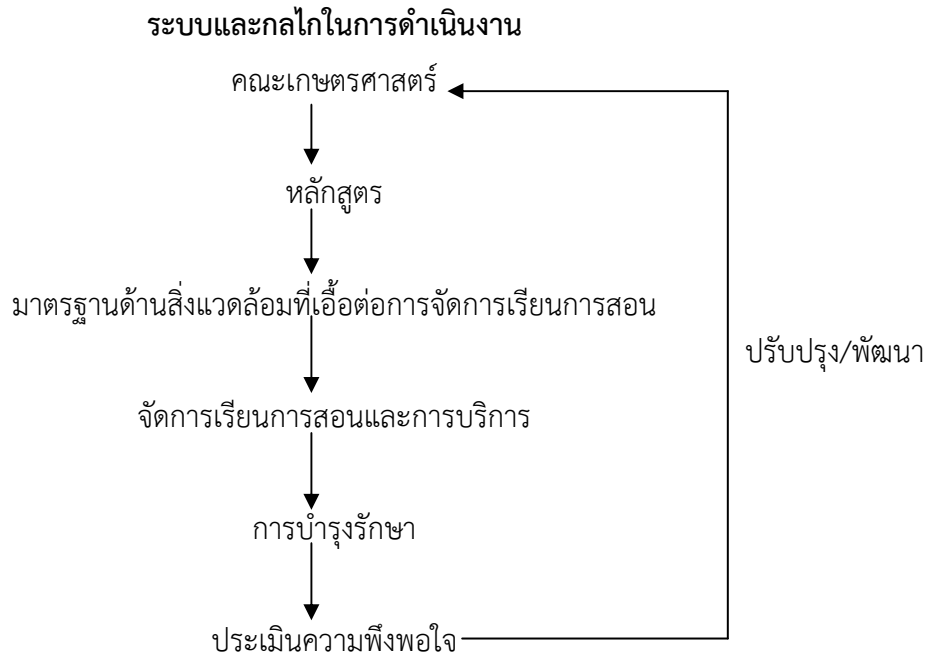 ระบบและกลไกในการดำเนินงาน
คณะเกษตรศาสตร์
หลักสูตร
มาตรฐานด้านสิ่งแวดล้อมที่เอื้อต่อการจัดการเรียนการสอน
ปรับปรุง/พัฒนา
จัดการเรียนการสอนและการบริการ
การบำรุงรักษา
ประเมินความพึงพอใจ